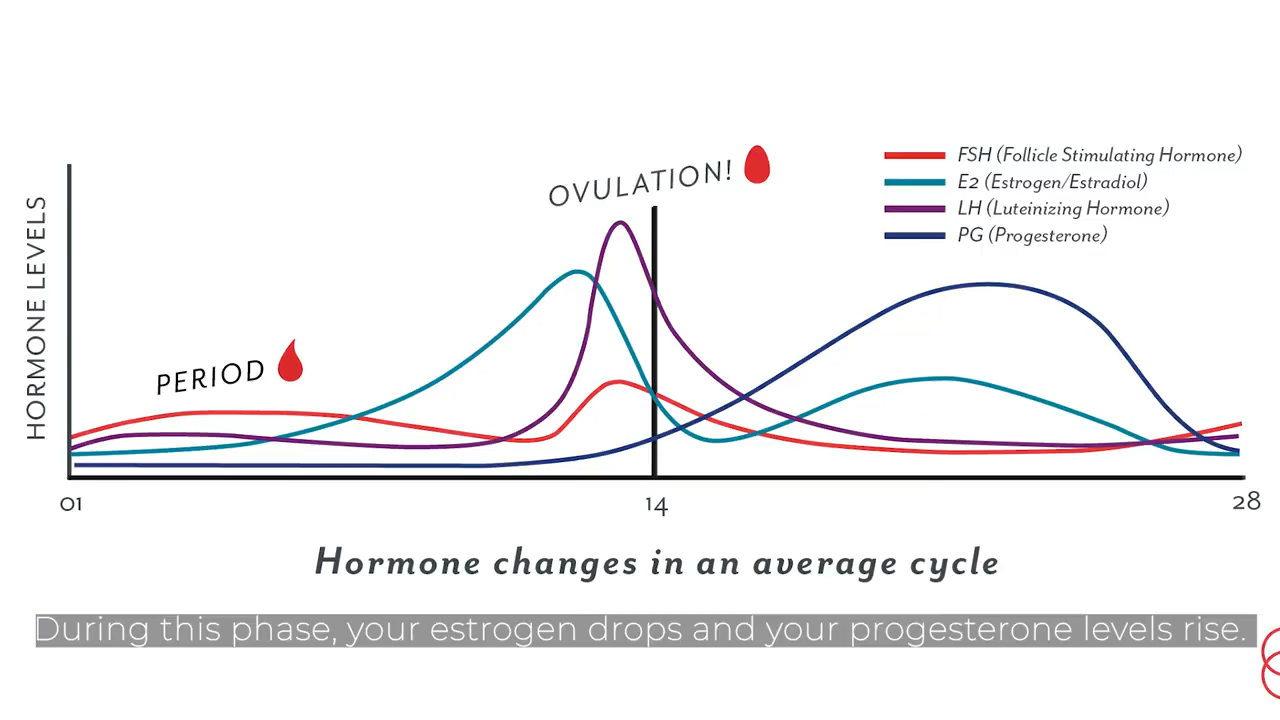 OVULATION!
FSH (Follicle Stimulating Hormone)
E2 (Estrogen/Estradiol)
LH (Luteinizing Hormone)
PG (Progesterone)
HORMONE LEVELS
PERIOD
01
14
28
Hormone changes in an average cycle
During this phase, your estrogen drops and your progesterone levels rise.